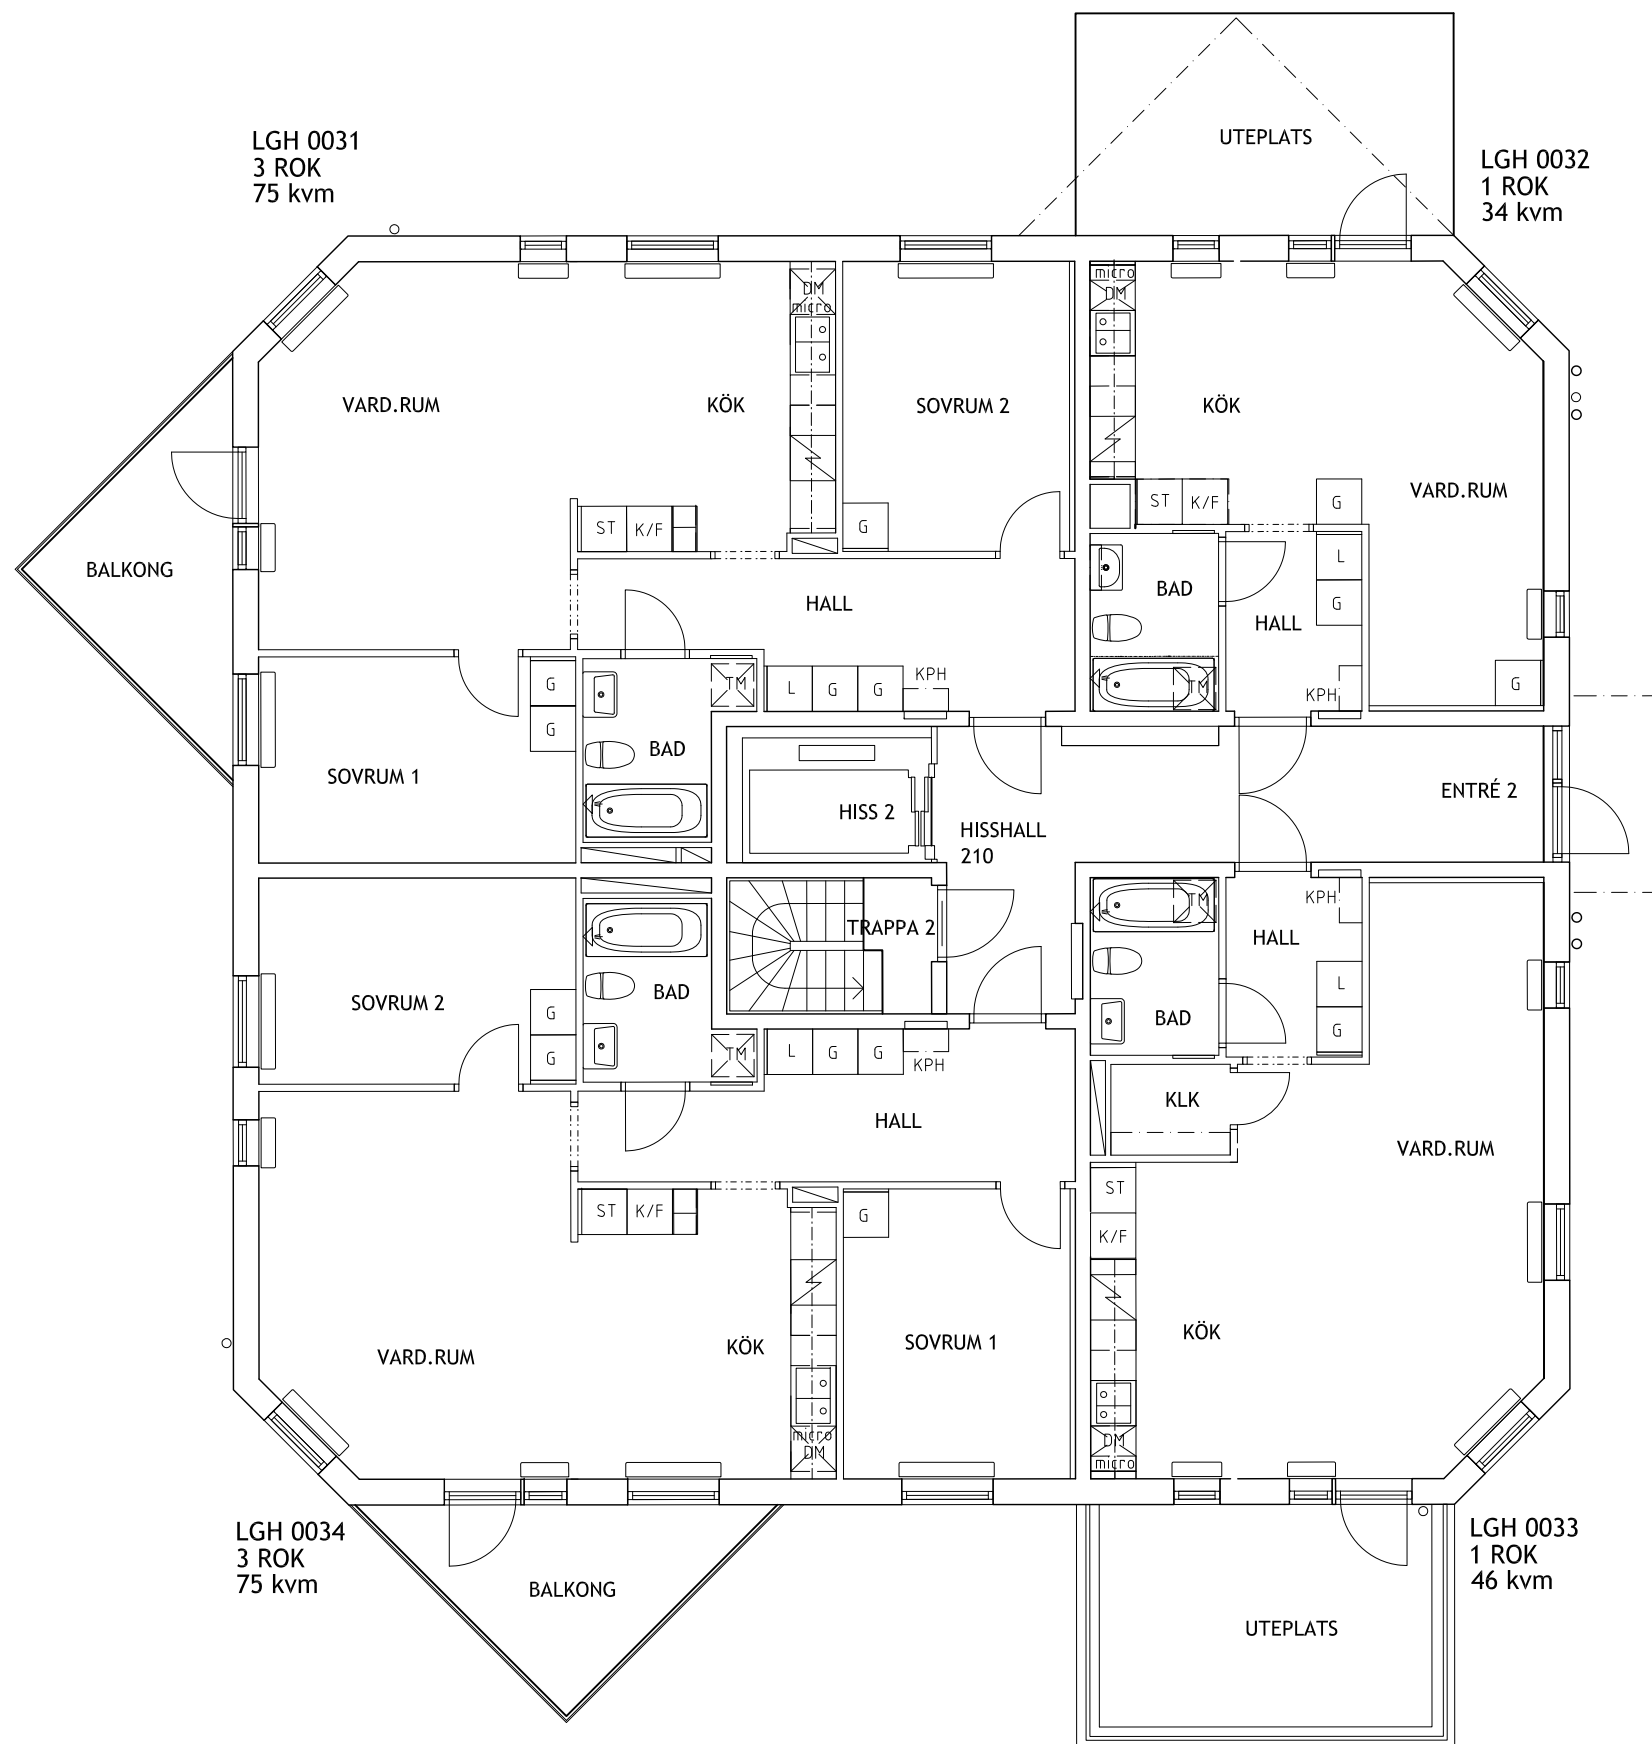 UTEPLATS
LGH 0031
3 ROK
75 kvm
LGH 0032
1 ROK
34 kvm
DM
micro
micro
DM
VARD.RUM
KÖK
SOVRUM 2
KÖK
VARD.RUM
ST
K/F
G
ST
K/F
G
BALKONG
HALL
BAD
L
G
HALL
G
G
TM
L
G
G
KPH
TM
KPH
G
SOVRUM 1
BAD
HISS 2
HISSHALL
210
ENTRÉ 2
TRAPPA 2
TM
KPH
HALL
SOVRUM 2
BAD
G
G
TM
L
G
G
KPH
BAD
L
G
KLK
HALL
VARD.RUM
ST
K/F
G
ST
K/F
VARD.RUM
KÖK
SOVRUM 1
KÖK
micro
DM
DM
micro
LGH 0034
3 ROK
75 kvm
BALKONG
LGH 0033
1 ROK
46 kvm
UTEPLATS